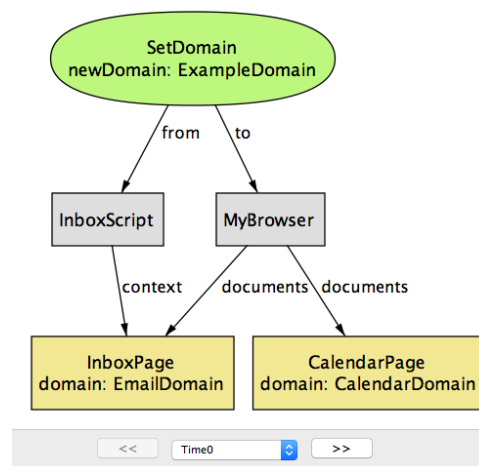 SetDomain
newDomain: ExampleDomain
from
to
InboxScript
MyBrowser
context
documents
documents
InboxPage
domain: EmailDomain
CalendarPage
domain: CalendarDomain
<<
Time0
>>